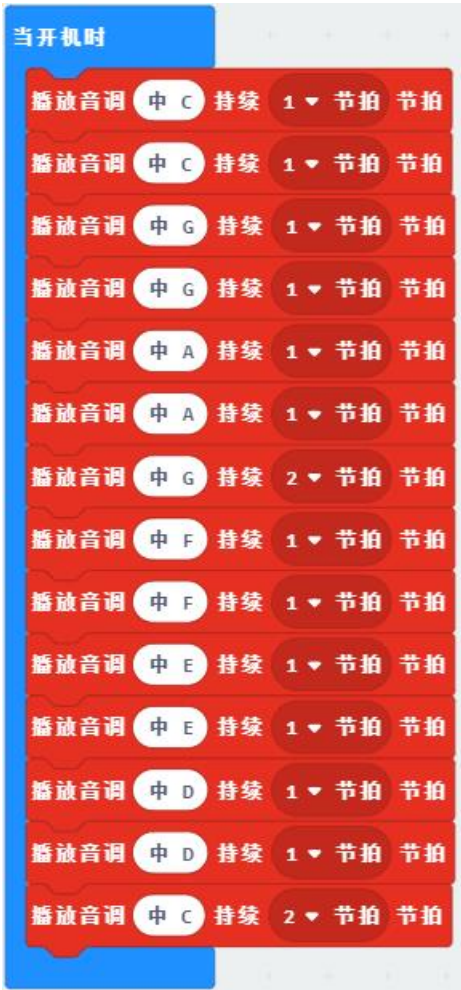 当开机时
播放音调 中 C 持续 1 节拍 节拍
播放音调 中 C 持续 1 节拍 节拍
播放音调 中 G 持续 1 节拍 节拍
播放音调 中 G 持续 1 节拍 节拍
播放音调 中 A 持续 1 节拍 节拍
播放音调 中 A 持续 1 节拍 节拍
播放音调 中 G 持续 2 节拍 节拍
播放音调 中 F 持续 1 节拍 节拍
播放音调 中 F 持续 1 节拍 节拍
播放音调 中 E 持续 1 节拍 节拍
播放音调 中 E 持续 1 节拍 节拍
播放音调 中 D 持续 1 节拍 节拍
播放音调 中 D 持续 1 节拍 节拍
播放音调 中 C 持续 2 节拍 节拍